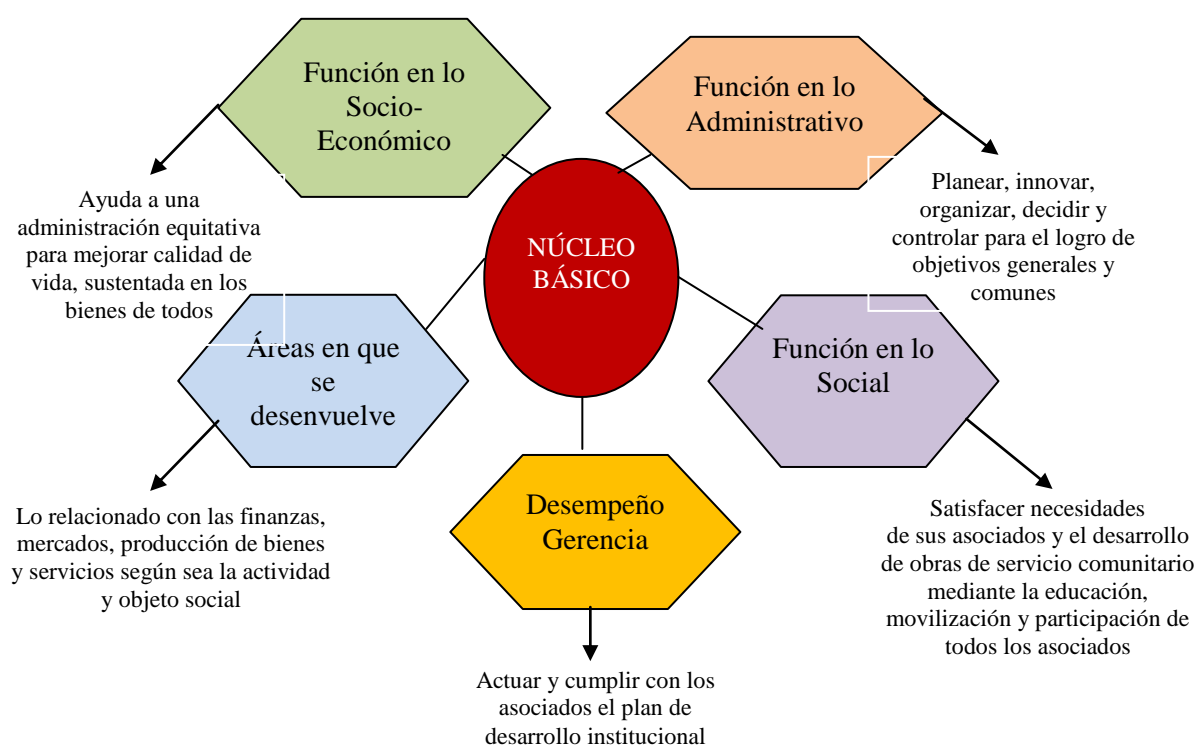 Función en lo
Socio-
Económico
Función en lo
Administrativo
Ayuda a una
administración equitativa
para mejorar calidad de
vida, sustentada en los
bienes de todos
NÚCLEO
BÁSICO
Planear, innovar,
organizar, decidir y
controlar para el logro de
objetivos generales y
comunes
Áreas en que
se
desenvuelve
Función en lo
Social
Lo relacionado con las finanzas,
mercados, producción de bienes
y servicios según sea la actividad
y objeto social
Desempeño
Gerencia
Satisfacer necesidades
de sus asociados y el desarrollo
de obras de servicio comunitario
mediante la educación,
movilización y participación de
todos los asociados
Actuar y cumplir con los
asociados el plan de
desarrollo institucional